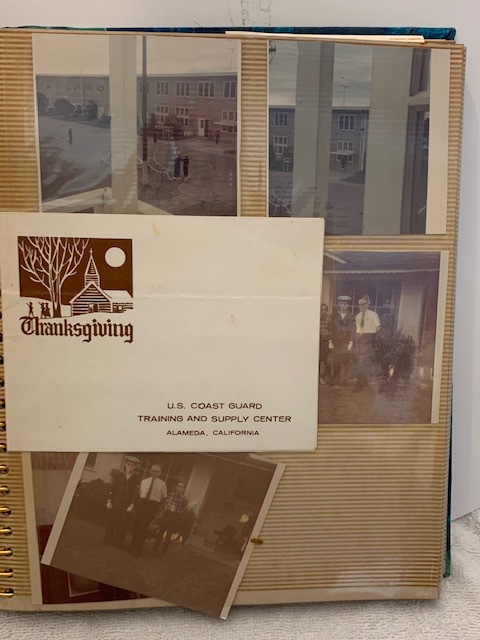 Thanksgiving
U.S. COAST GUARD
TRAINING AND SUPPLY CENTER
ALAMEDA, CALIFORNIA